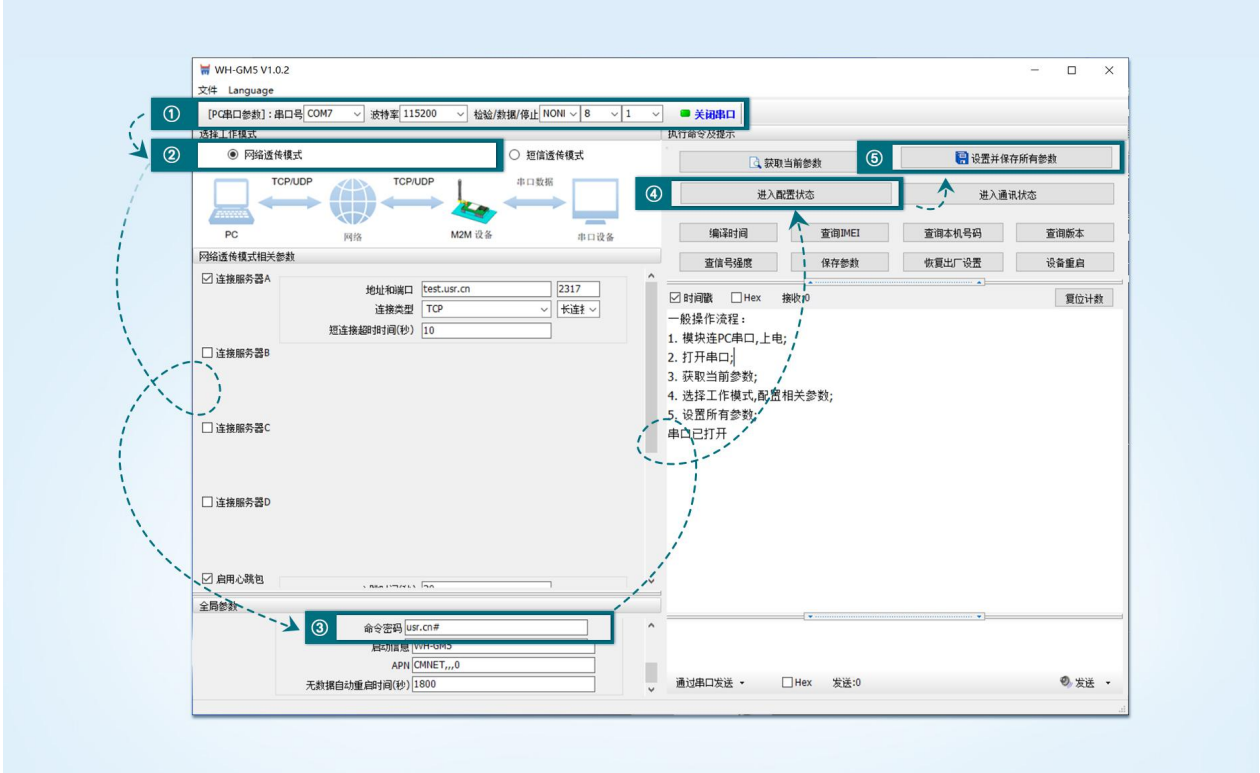 WH-GM5 V1.0.2
文件 Language
① [PC串口参数]:串口号 COM7 波特率 115200 检验/数据/停止 NONI 8 1 关闭串口
选择工作模式
② 网络透传模式 短信透传模式
TCP/UDP TCP/UDP 串口数据
PC 网络 M2M 设备 串口设备
网络透传模式相关参数
连接服务器A
地址和端口 test.usr.cn 2317
连接类型 TCP
短连接超时时间(秒) 10
连接服务器B
连接服务器C
连接服务器D
启用心跳包
全局参数
③ 命令密码 usr.cn#
启动信息 WH-GM5
APN CMNET,,,0
无数据自动重启时间(秒) 1800
执行命令及提示
获取当前参数 ⑤ 设置并保存所有参数
④ 进入配置状态 进入通讯状态
编译时间 查询IMEI 查询本机号码 查询版本
查信号强度 保存参数 恢复出厂设置 设备重启
时间戳 Hex 接收:0 复位计数
一般操作流程:
1. 模块连PC串口,上电;
2. 打开串口;
3. 获取当前参数;
4. 选择工作模式,配置相关参数;
5. 设置所有参数;
串口已打开
通过串口发送 Hex 发送:0 发送